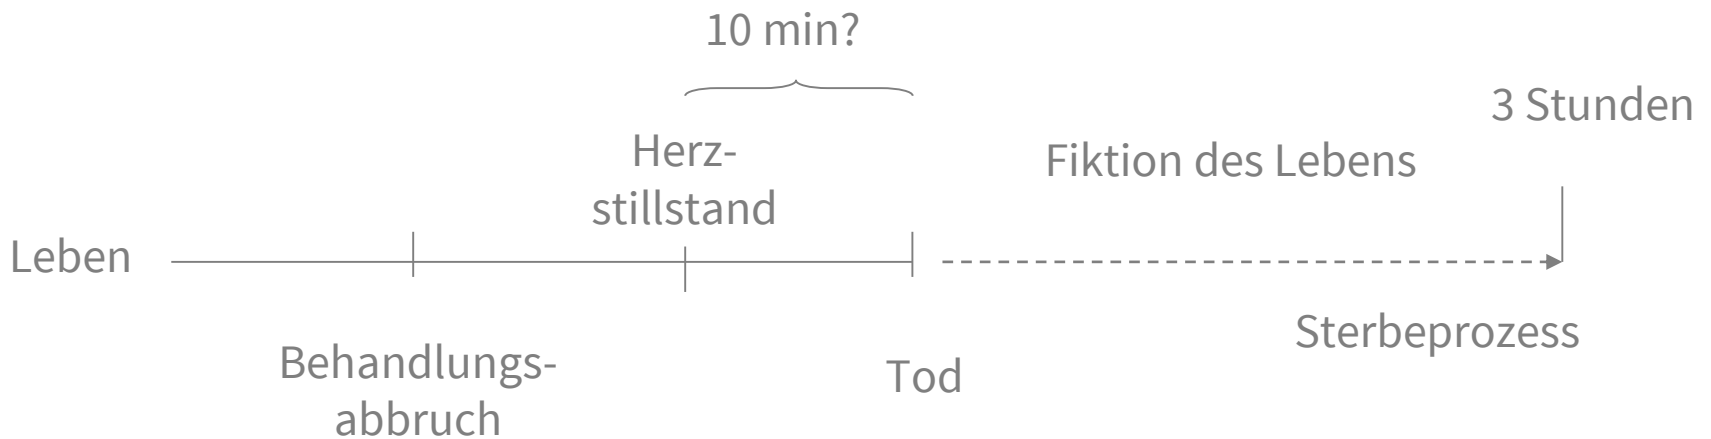 10 min?
3 Stunden
Herz-
stillstand
Fiktion des Lebens
Leben
Sterbeprozess
Behandlungs-
abbruch
Tod